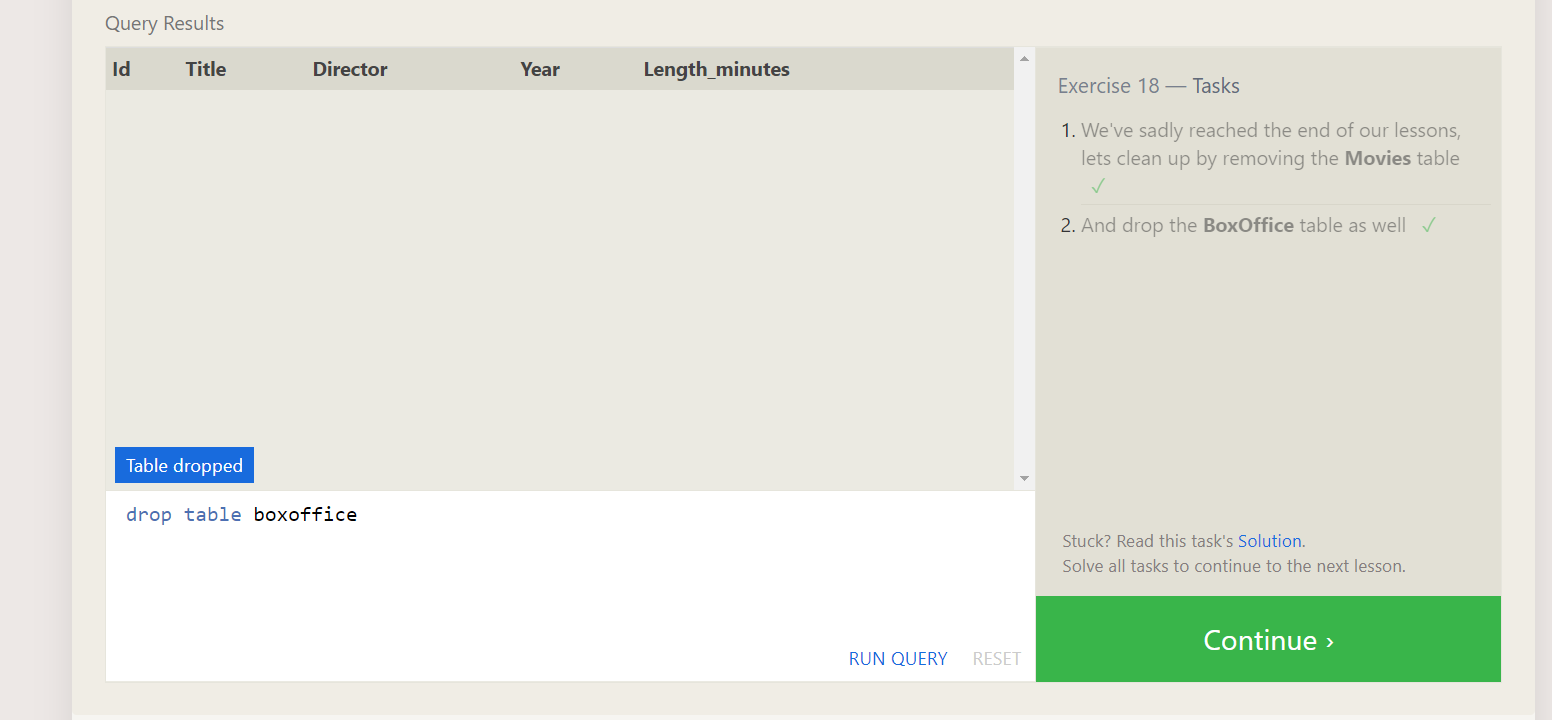 Query Results
Id Title Director Year Length_minutes
Table dropped
drop table boxoffice
RUN QUERY RESET
Exercise 18 — Tasks
1. We've sadly reached the end of our lessons,
lets clean up by removing the Movies table
✓
2. And drop the BoxOffice table as well ✓
Stuck? Read this task's Solution.
Solve all tasks to continue to the next lesson.
Continue ›